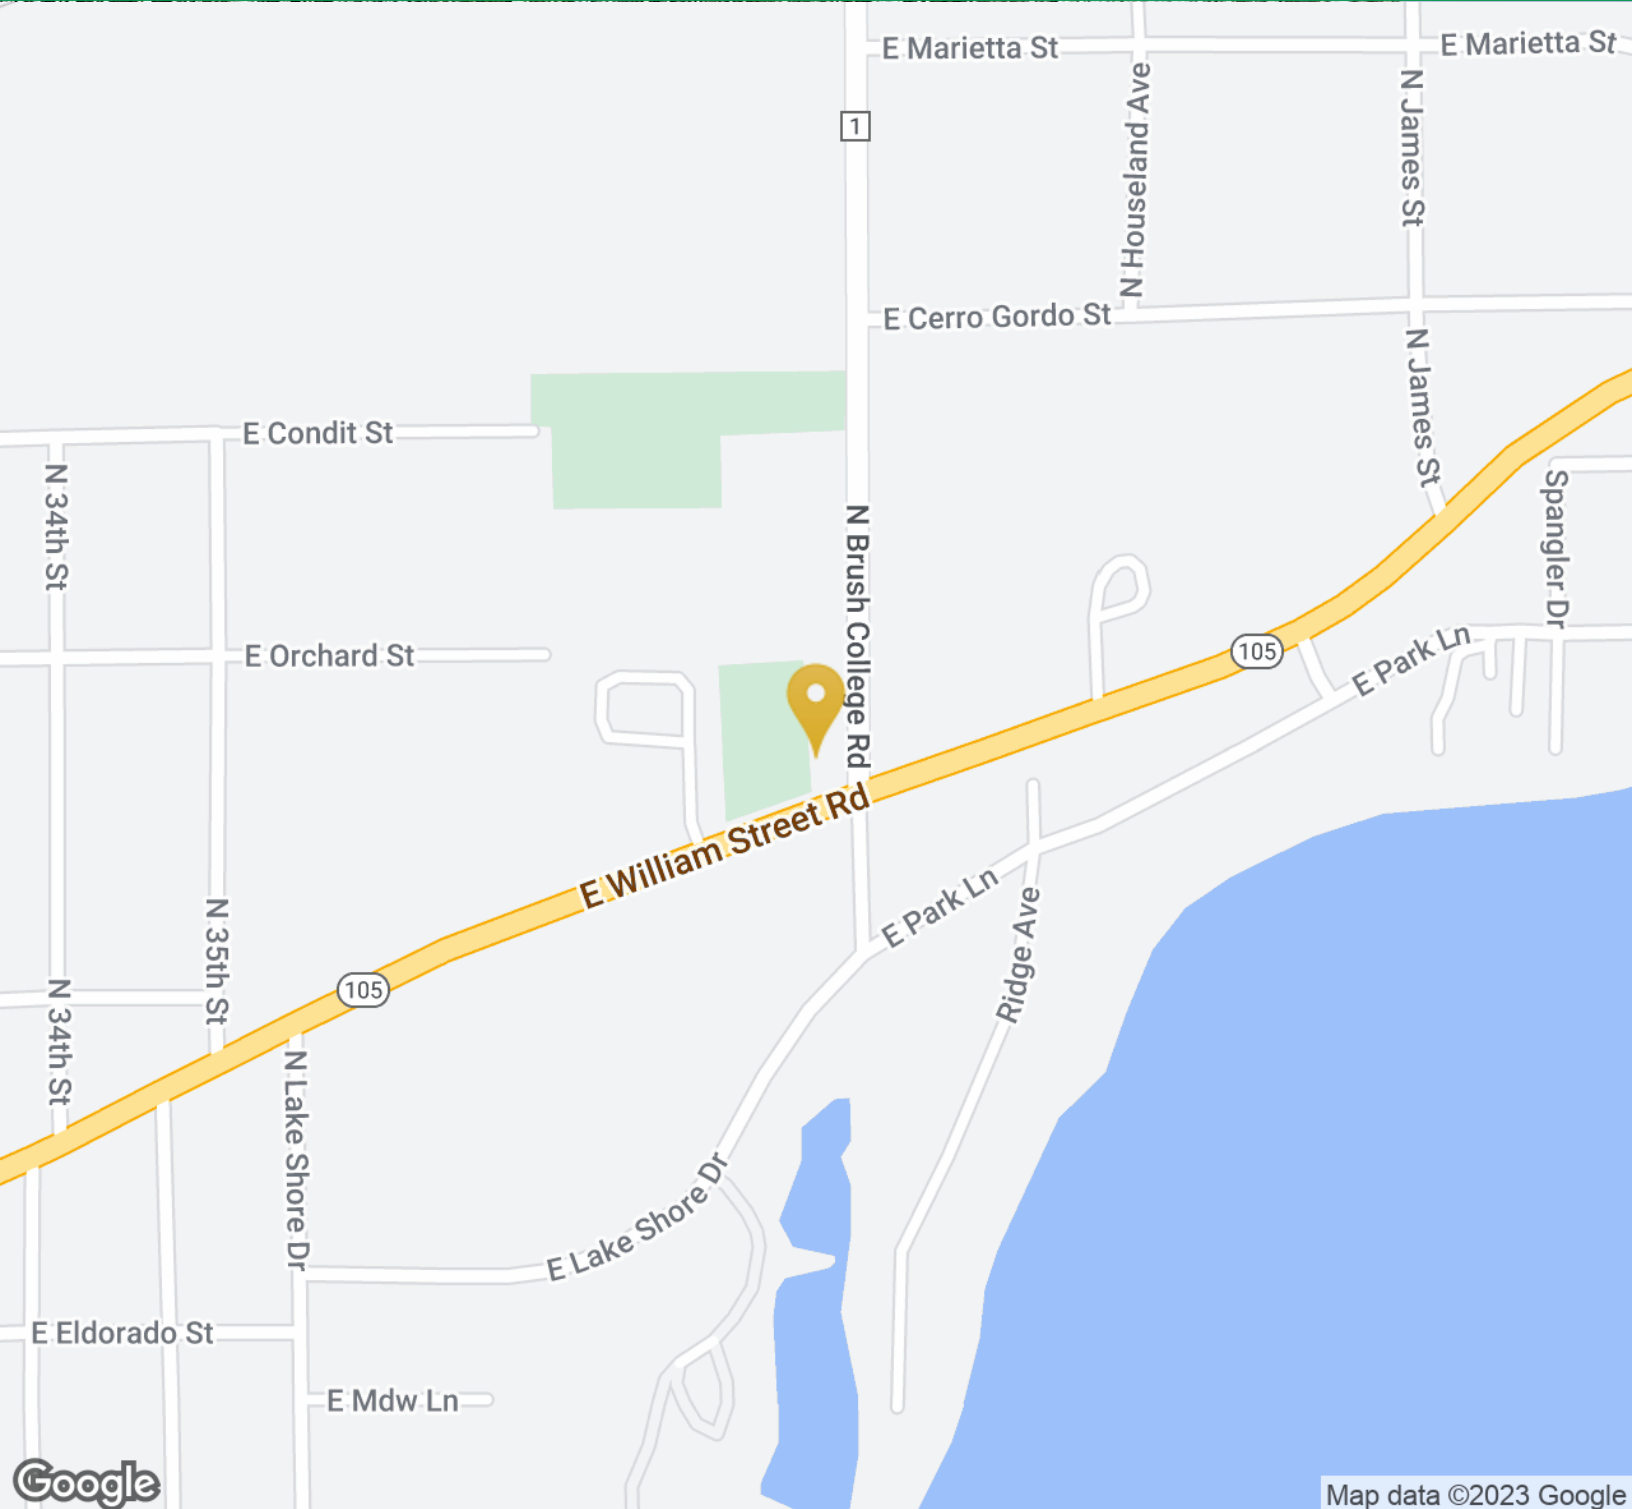 E Marietta St
E Marietta St
N Houseland Ave
N James St
1
E Cerro Gordo St
N James St
E Condit St
N 34th St
N Brush College Rd
Spangler Dr
E Orchard St
105
E Park Ln
E William Street Rd
E Park Ln
Ridge Ave
N 35th St
105
N 34th St
N Lake Shore Dr
E Lake Shore Dr
E Eldorado St
E Mdw Ln
Google
Map data ©2023 Google